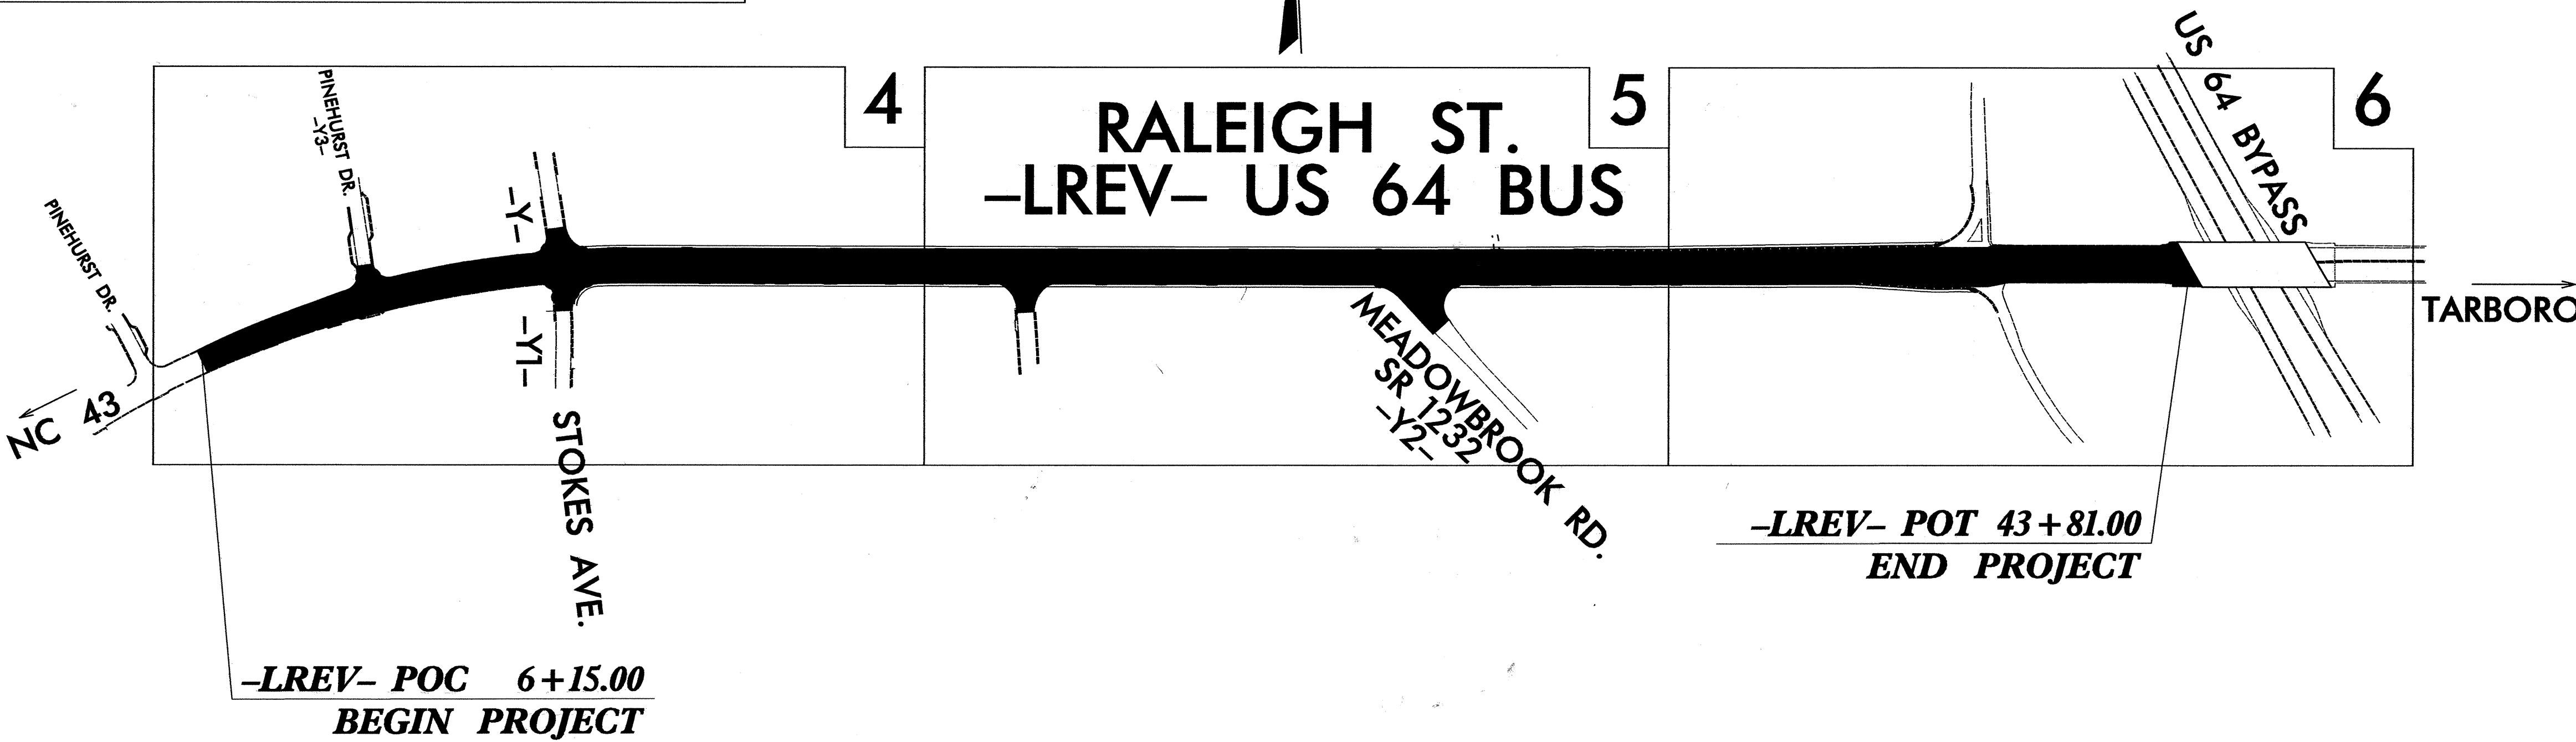 4
5
6
RALEIGH ST.
–LREV– US 64 BUS
US 64 BYPASS
PINEHURST DR.
–Y3–
PINEHURST DR.
–Y–
–Y1–
STOKES AVE.
MEADOWBROOK RD.
SR 1232
–Y2–
NC 43
TARBORO
–LREV– POT 43+81.00
END PROJECT
–LREV– POC 6+15.00
BEGIN PROJECT